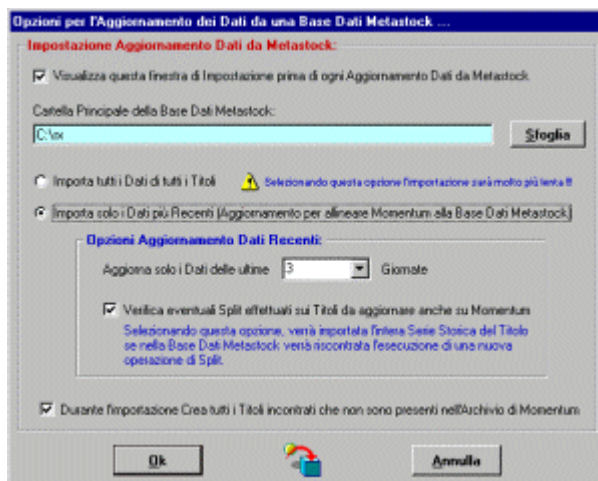 Opzioni per l'Aggiornamento dei Dati da una Base Dati Metastock ...
Impostazione Aggiornamento Dati da Metastock:
Visualizza questa finestra di Impostazione prima di ogni Aggiornamento Dati da Metastock
Cartella Principale della Base Dati Metastock:
Sfoglia
Importa tutti i Dati di tutti i Titoli Selezionando questa opzione l'importazione sarà molto più lenta !!
Importa solo i Dati più Recenti (Aggiornamento per allineare Momentum alla Base Dati Metastock)
Opzioni Aggiornamento Dati Recenti:
Aggiorna solo i Dati delle ultime 3 Giornate
Verifica eventuali Split effettuati sui Titoli da aggiornare anche su Momentum
Selezionando questa opzione, verrà importata l'intera Serie Storica del Titolo
se nella Base Dati Metastock verrà riscontrata l'esecuzione di una nuova
operazione di Split.
Durante l'importazione Crea tutti i Titoli incontrati che non sono presenti nell'Archivio di Momentum
Ok Annulla